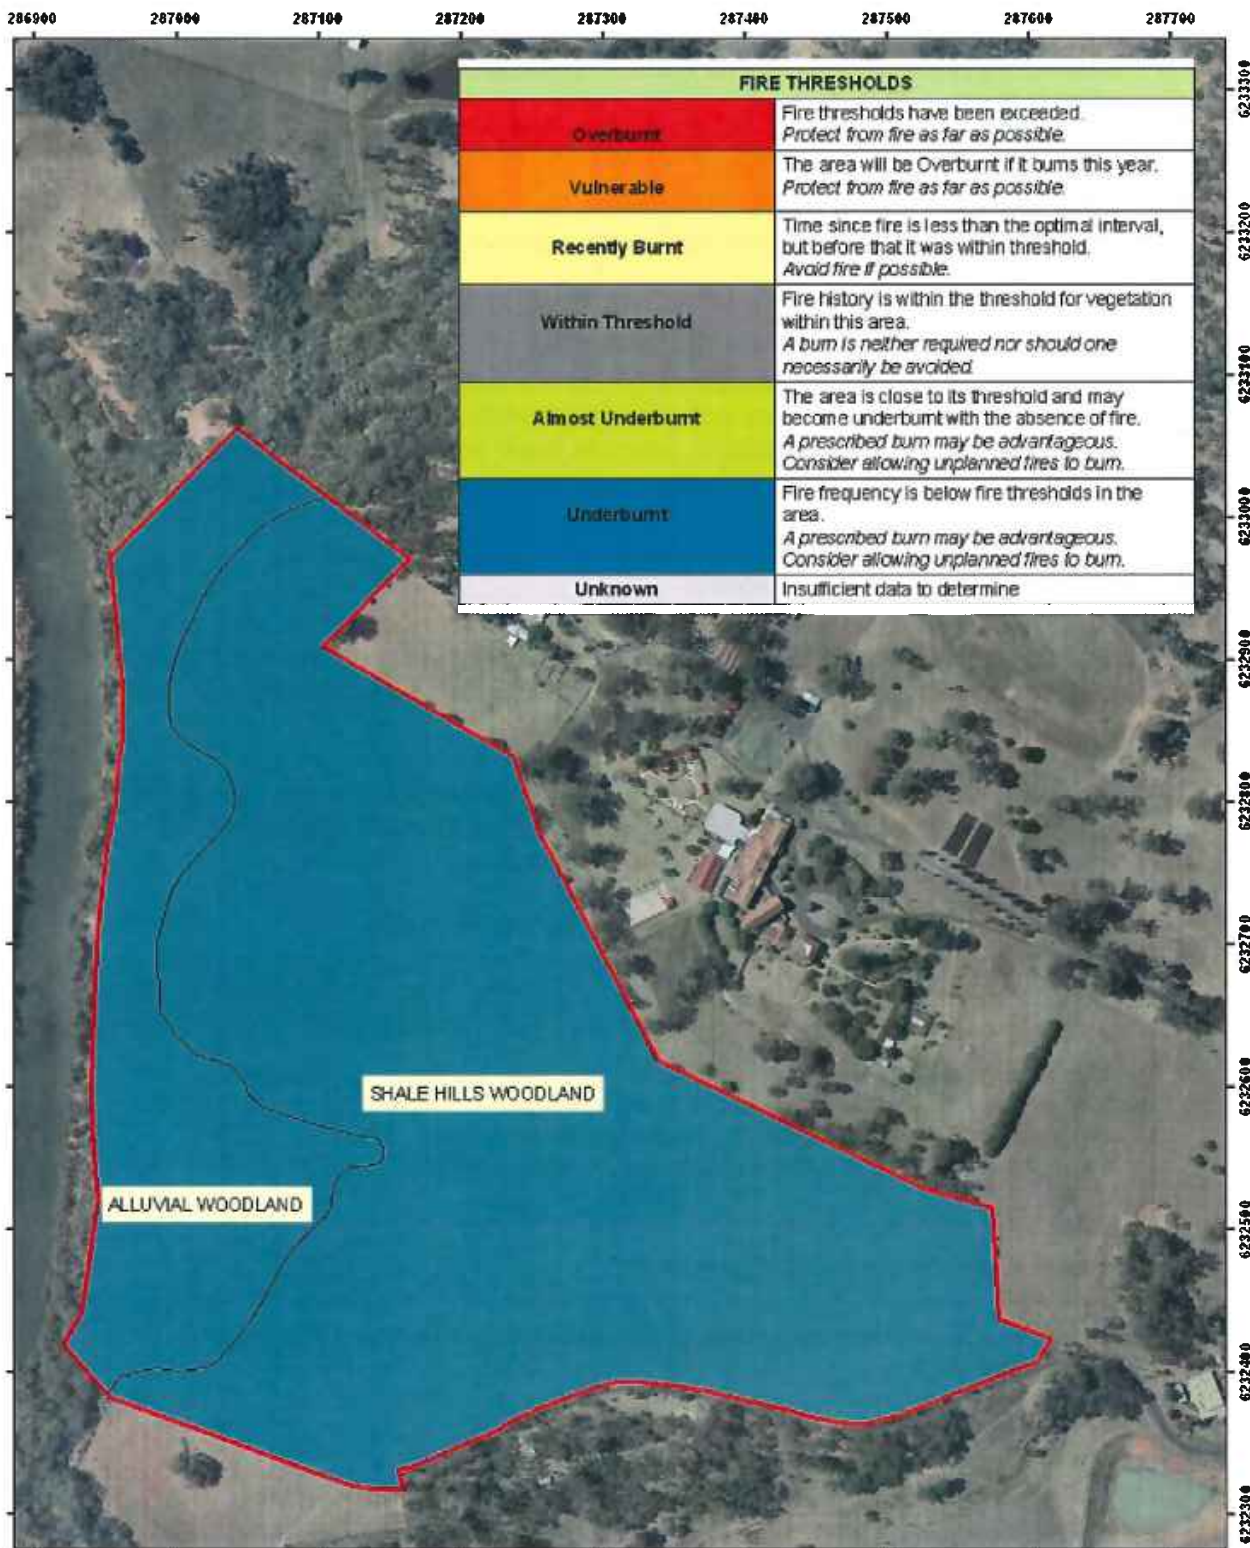 286900 287000 287100 287200 287300 287400 287500 287600 287700
FIRE THRESHOLDS
Overburnt
Fire thresholds have been exceeded.
Protect from fire as far as possible.
Vulnerable
The area will be Overburnt if it burns this year.
Protect from fire as far as possible.
Recently Burnt
Time since fire is less than the optimal interval,
but before that it was within threshold.
Avoid fire if possible.
Within Threshold
Fire history is within the threshold for vegetation
within this area.
A burn is neither required nor should one
necessarily be avoided.
Almost Underburnt
The area is close to its threshold and may
become underburnt with the absence of fire.
A prescribed burn may be advantageous.
Consider allowing unplanned fires to burn.
Underburnt
Fire frequency is below fire thresholds in the
area.
A prescribed burn may be advantageous.
Consider allowing unplanned fires to burn.
Unknown
Insufficient data to determine
SHALE HILLS WOODLAND
ALLUVIAL WOODLAND
6233300
6233200
6233100
6233000
6232900
6232800
6232700
6232600
6232500
6232400
6232300